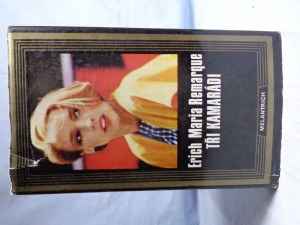 Erich Maria Remarque
TŘI KAMARÁDI
MELANTRICH